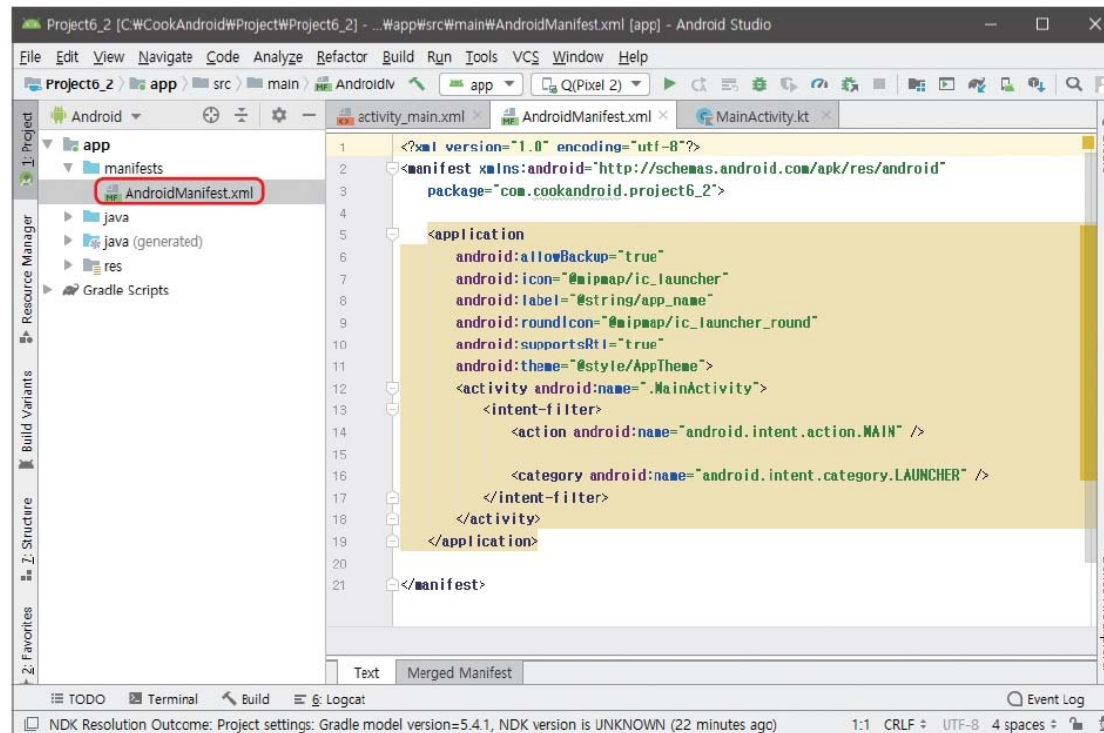 Project6_2 [C:₩CookAndroid₩Project₩Project6_2] - ...₩app₩src₩main₩AndroidManifest.xml [app] - Android Studio
File Edit View Navigate Code Analyze Refactor Build Run Tools VCS Window Help
Project6_2 app src main AndroidM app Q(Pixel 2)
1: Project
Resource Manager
Build Variants
7: Structure
2: Favorites
Android
app
manifests
AndroidManifest.xml
java
java (generated)
res
Gradle Scripts
activity_main.xml AndroidManifest.xml MainActivity.kt
1 <?xml version="1.0" encoding="utf-8"?>
2 <manifest xmlns:android="http://schemas.android.com/apk/res/android"
3 package="com.cookandroid.project6_2">
4
5 <application
6 android:allowBackup="true"
7 android:icon="@mipmap/ic_launcher"
8 android:label="@string/app_name"
9 android:roundIcon="@mipmap/ic_launcher_round"
10 android:supportsRtl="true"
11 android:theme="@style/AppTheme">
12 <activity android:name=".MainActivity">
13 <intent-filter>
14 <action android:name="android.intent.action.MAIN" />
15
16 <category android:name="android.intent.category.LAUNCHER" />
17 </intent-filter>
18 </activity>
19 </application>
20
21 </manifest>
Text Merged Manifest
TODO Terminal Build 6: Logcat Event Log
NDK Resolution Outcome: Project settings: Gradle model version=5.4.1, NDK version is UNKNOWN (22 minutes ago) 1:1 CRLF UTF-8 4 spaces